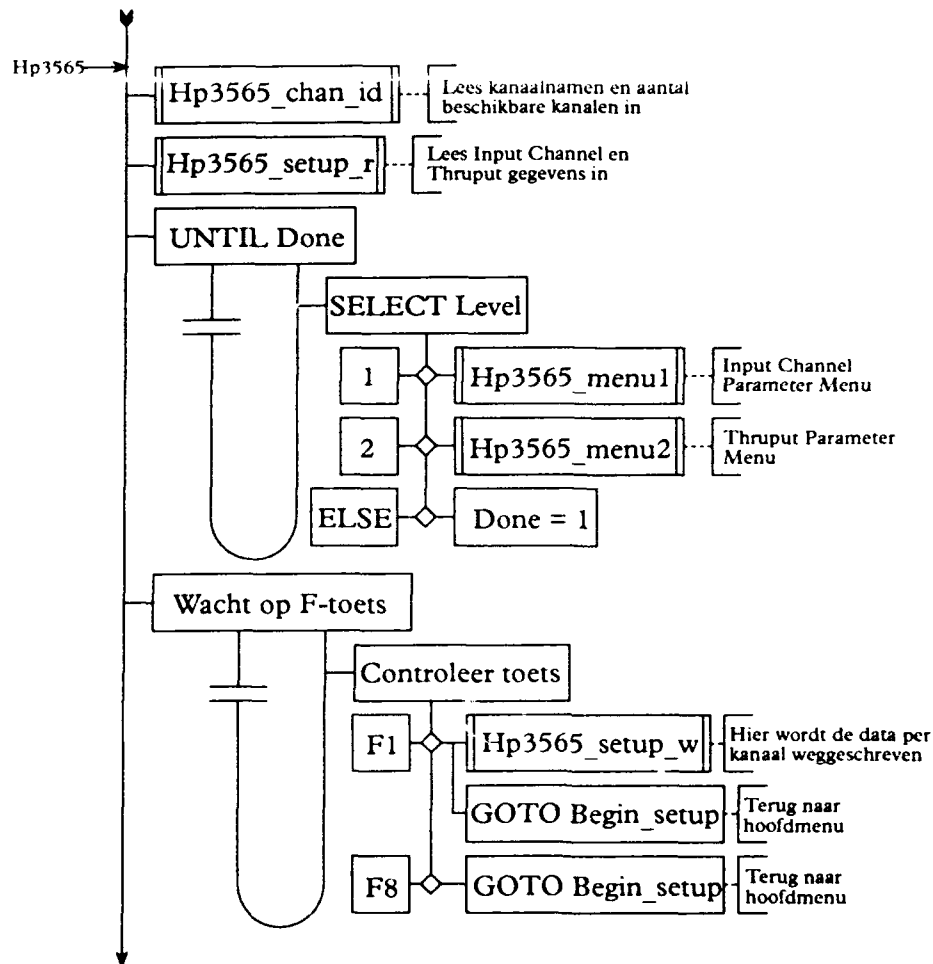 Hp3565
Hp3565_chan_id
Lees kanaalnamen en aantal
beschikbare kanalen in
Hp3565_setup_r
Lees Input Channel en
Thruput gegevens in
UNTIL Done
SELECT Level
1
Hp3565_menu1
Input Channel
Parameter Menu
2
Hp3565_menu2
Thruput Parameter
Menu
ELSE
Done = 1
Wacht op F-toets
Controleer toets
F1
Hp3565_setup_w
Hier wordt de data per
kanaal weggeschreven
GOTO Begin_setup
Terug naar
hoofdmenu
F8
GOTO Begin_setup
Terug naar
hoofdmenu